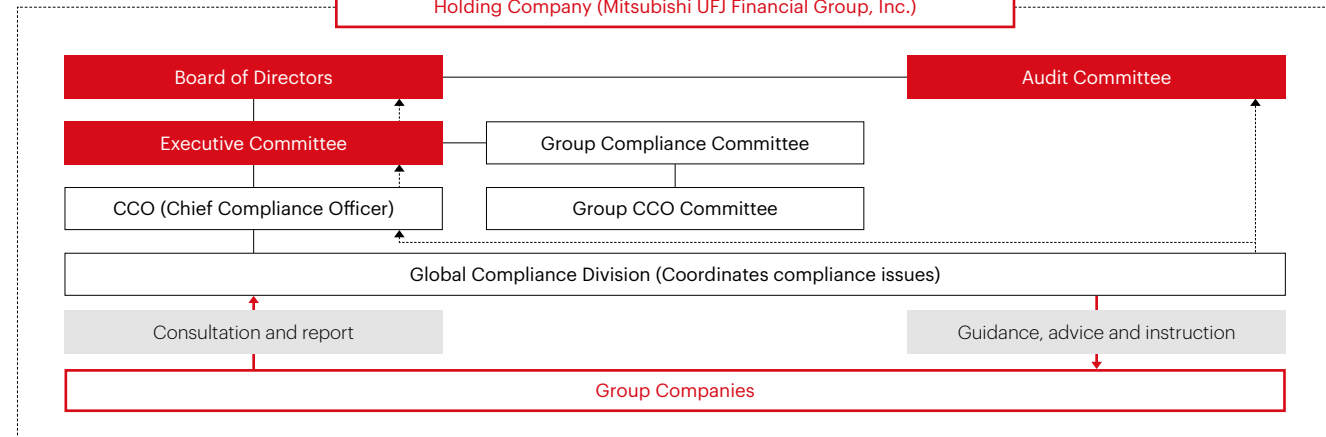 Holding Company (Mitsubishi UFJ Financial Group, Inc.)
Board of Directors
Audit Committee
Executive Committee
Group Compliance Committee
CCO (Chief Compliance Officer)
Group CCO Committee
Global Compliance Division (Coordinates compliance issues)
Consultation and report
Guidance, advice and instruction
Group Companies